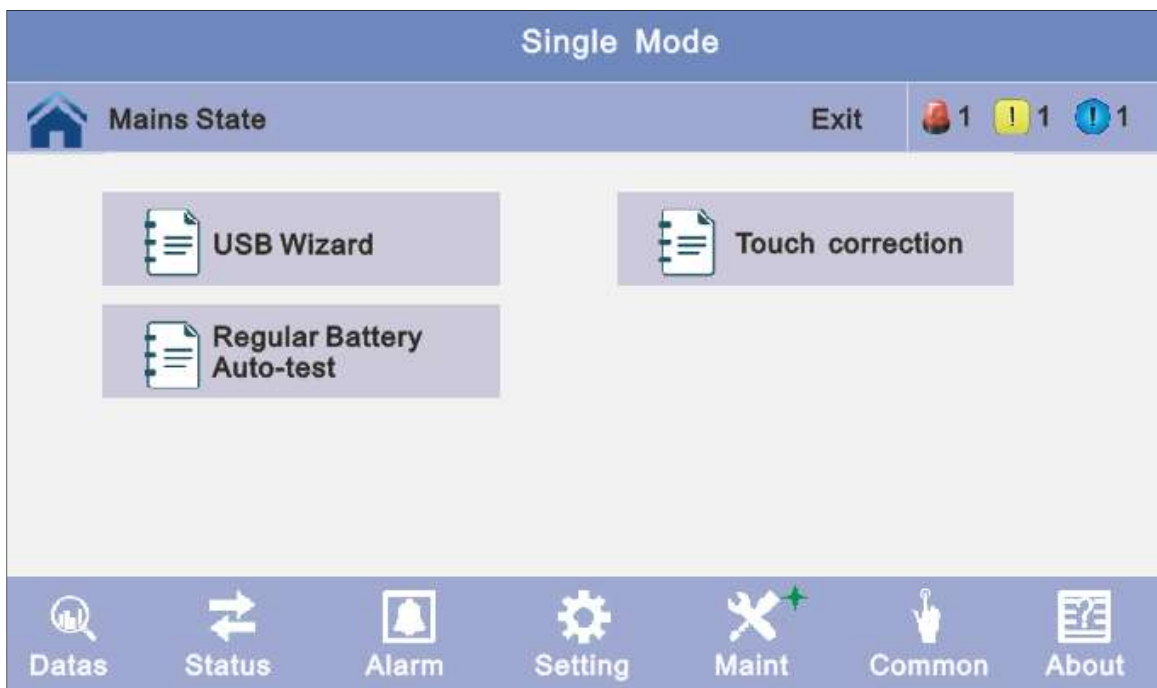 Single Mode
Mains State Exit 1 ! 1 ! 1
USB Wizard Touch correction
Regular Battery
Auto-test
Datas Status Alarm Setting Maint Common About